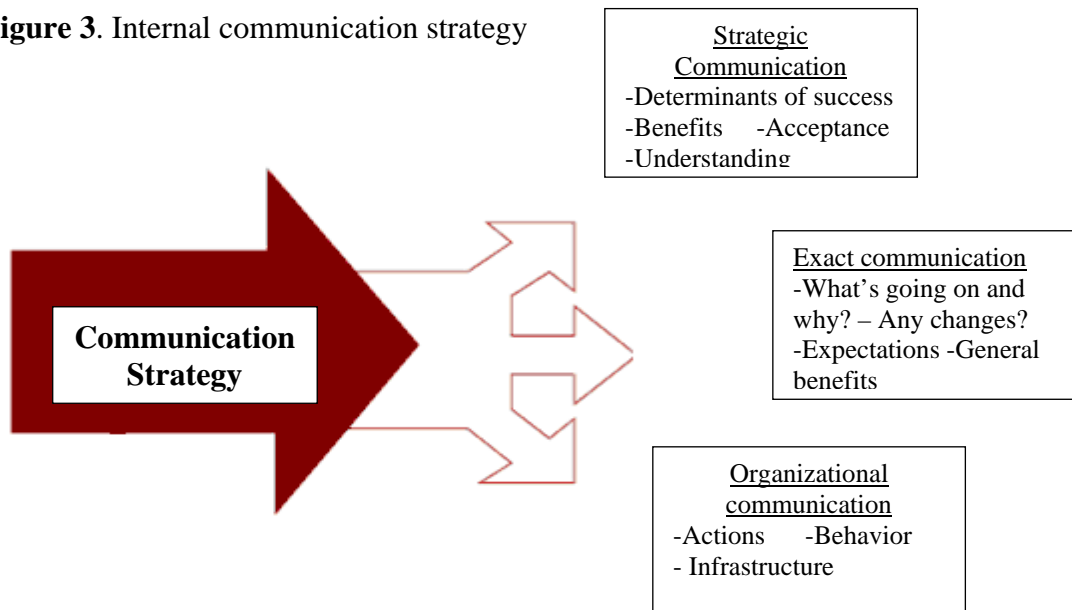 igure 3. Internal communication strategy
Strategic
Communication
-Determinants of success
-Benefits -Acceptance
-Understanding
Communication
Strategy
Exact communication
-What’s going on and
why? – Any changes?
-Expectations -General
benefits
Organizational
communication
-Actions -Behavior
- Infrastructure